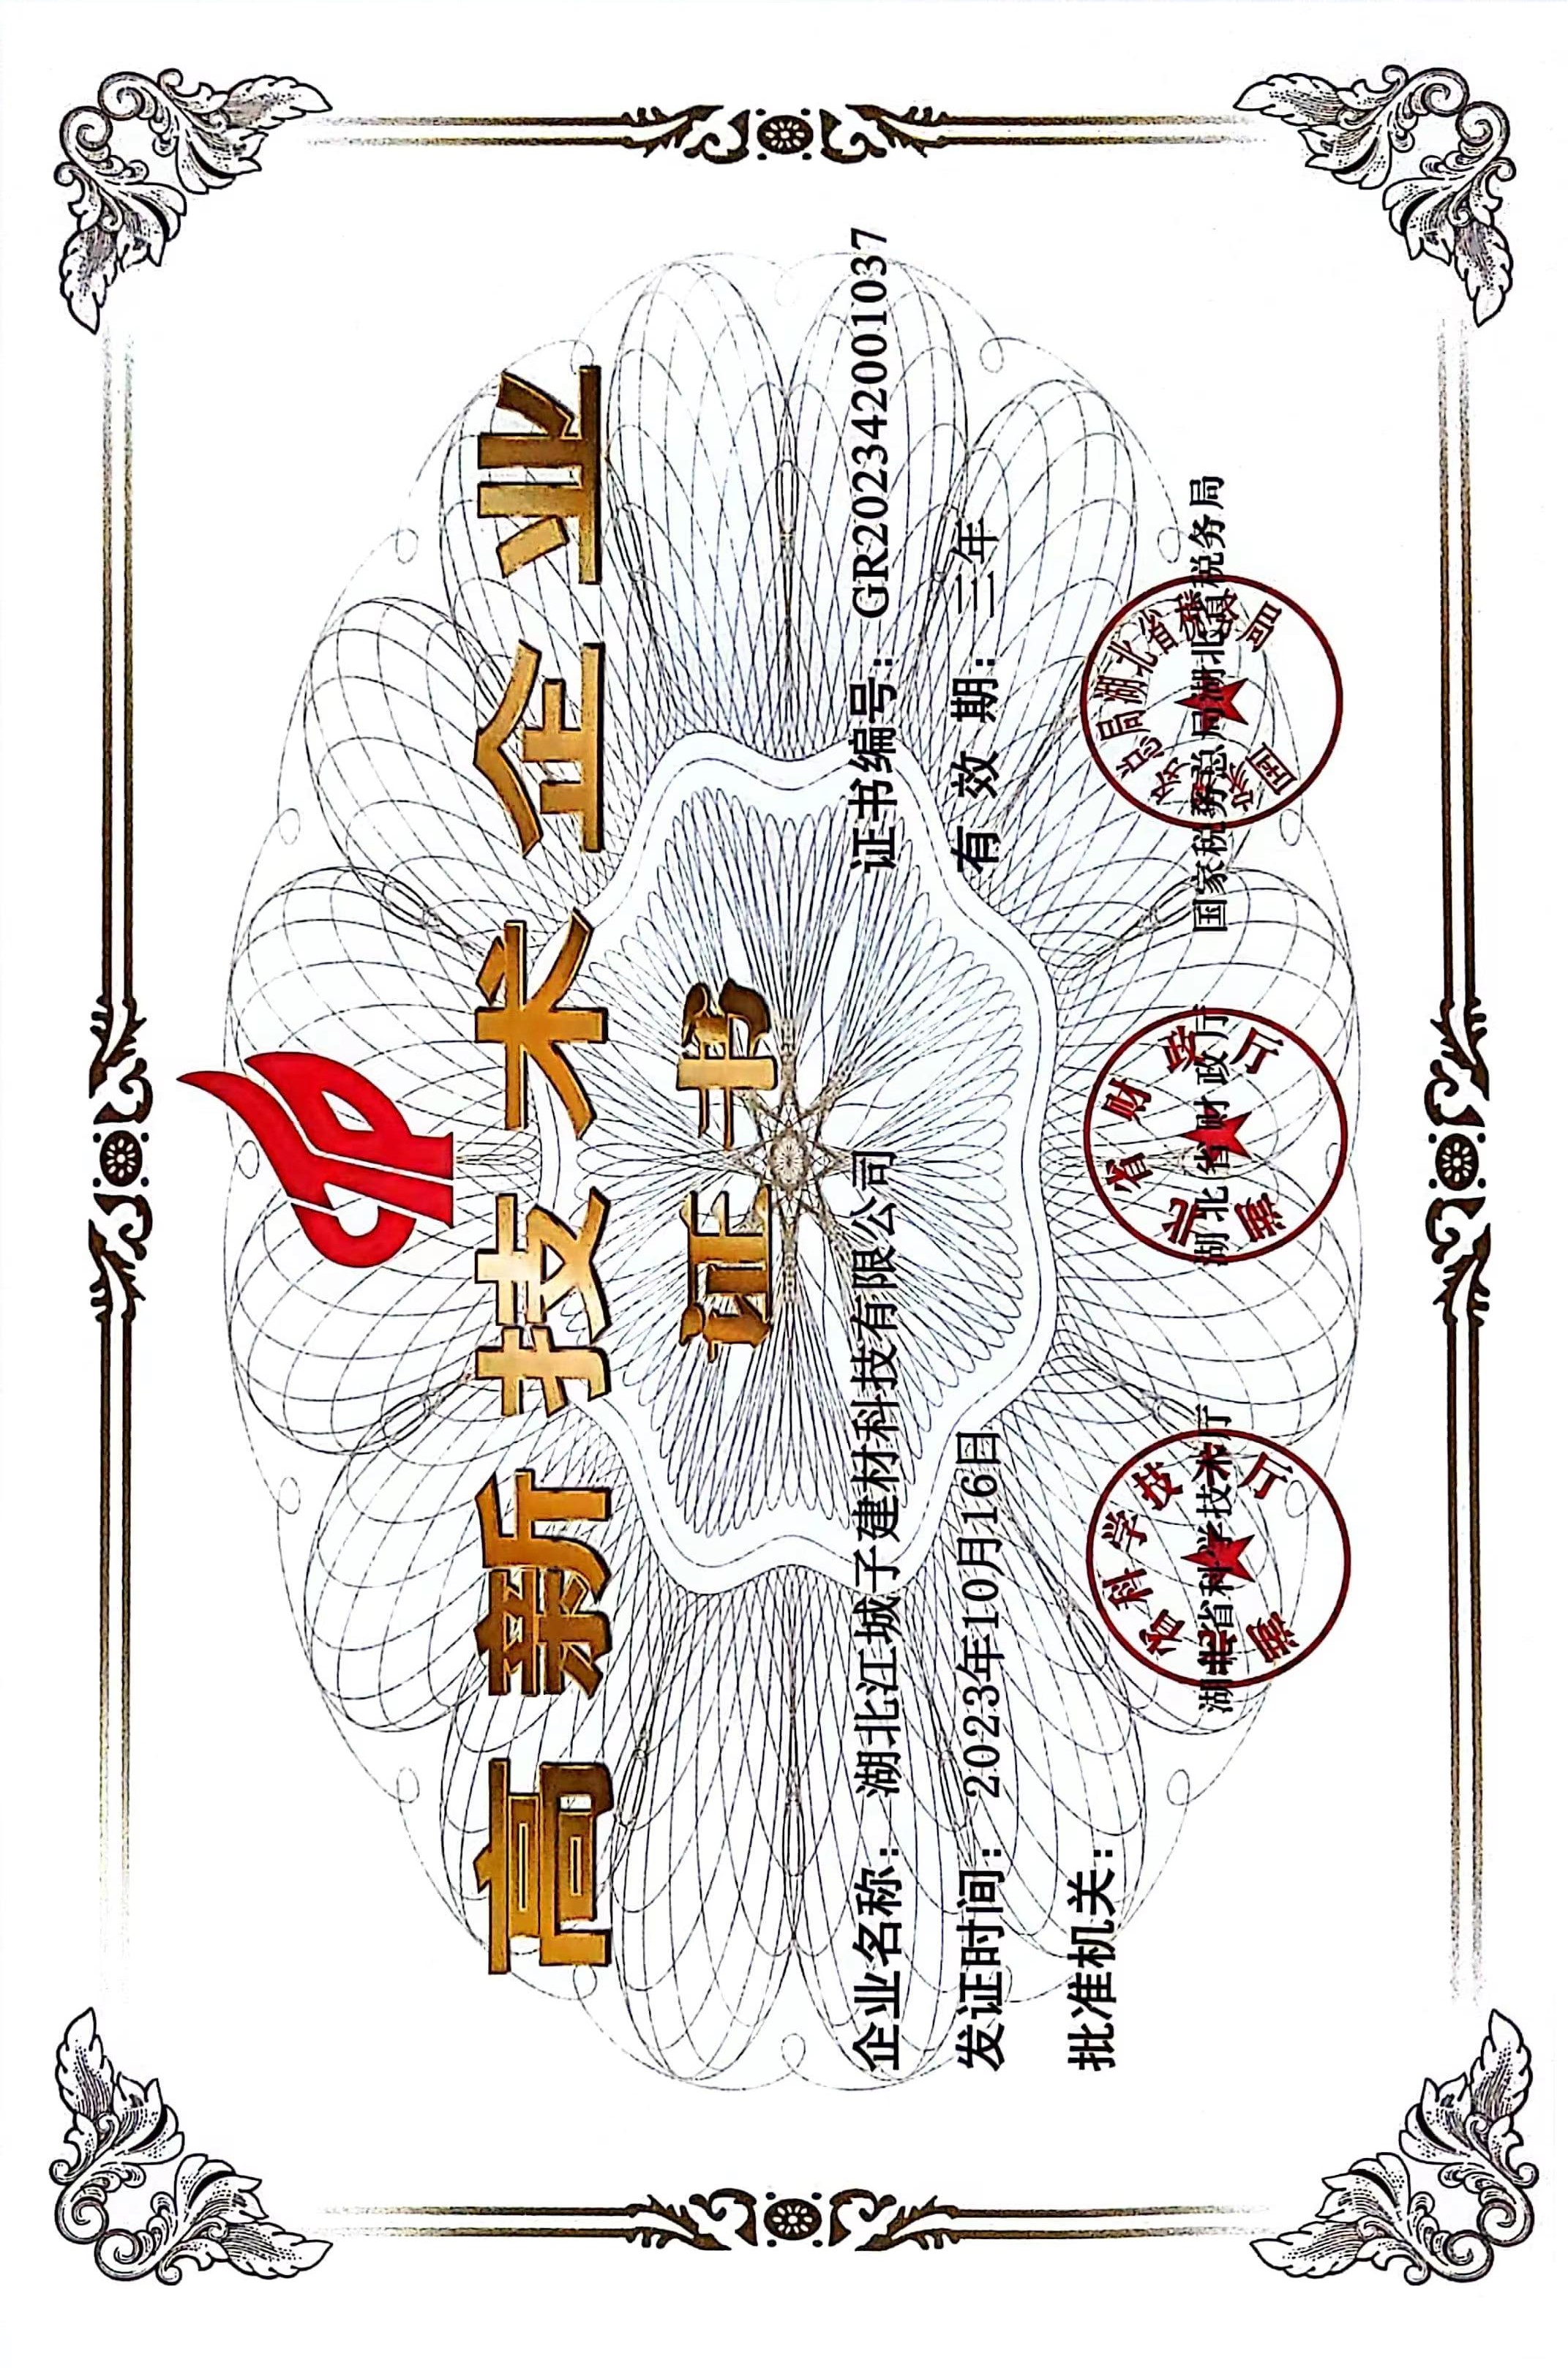 高新技术企业
证书
企业名称：湖北江城子建材科技有限公司
证书编号：GR202342001037
发证时间：2023年10月16日
有效期：三年
批准机关：
湖北省科学技术厅
湖北省财政厅
国家税务总局湖北省税务局
湖北省科学技术厅
湖北省财政厅
国家税务总局湖北省税务局